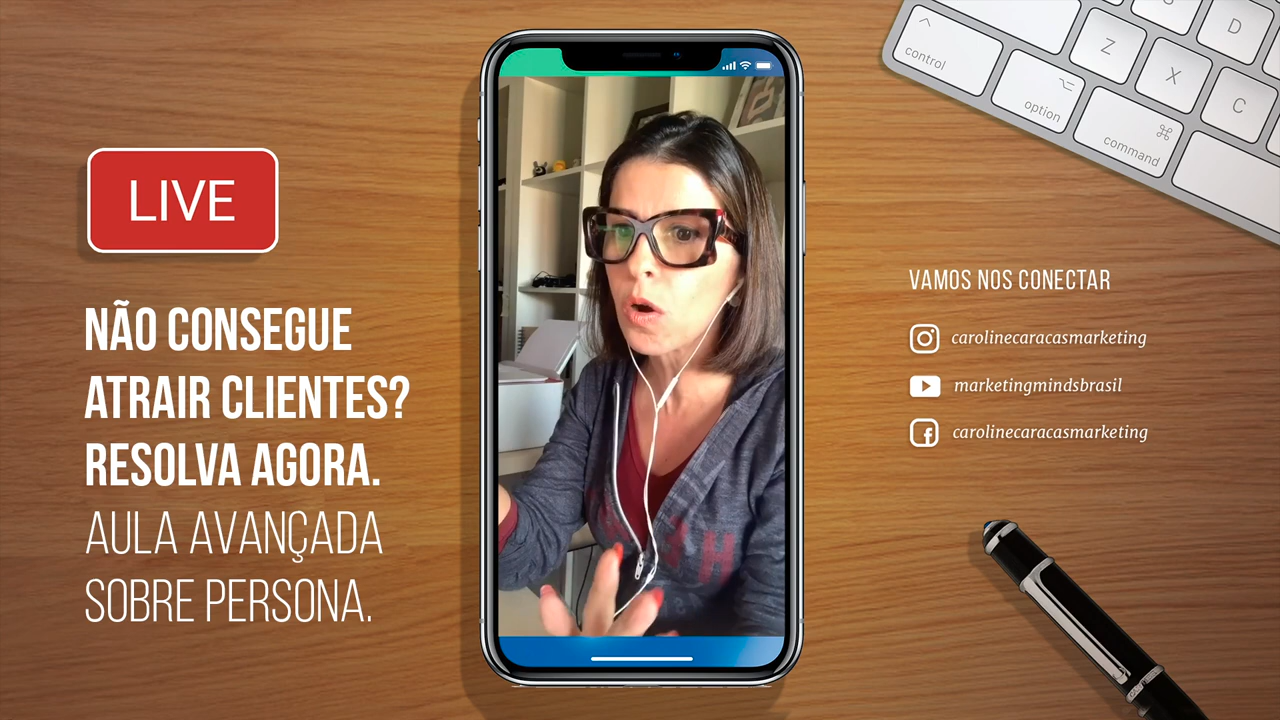 LIVE
NÃO CONSEGUE
ATRAIR CLIENTES?
RESOLVA AGORA.
AULA AVANÇADA
SOBRE PERSONA.
VAMOS NOS CONECTAR
carolinecaracasmarketing
marketingmindsbrasil
carolinecaracasmarketing
control
option
command
Z
X
C
D